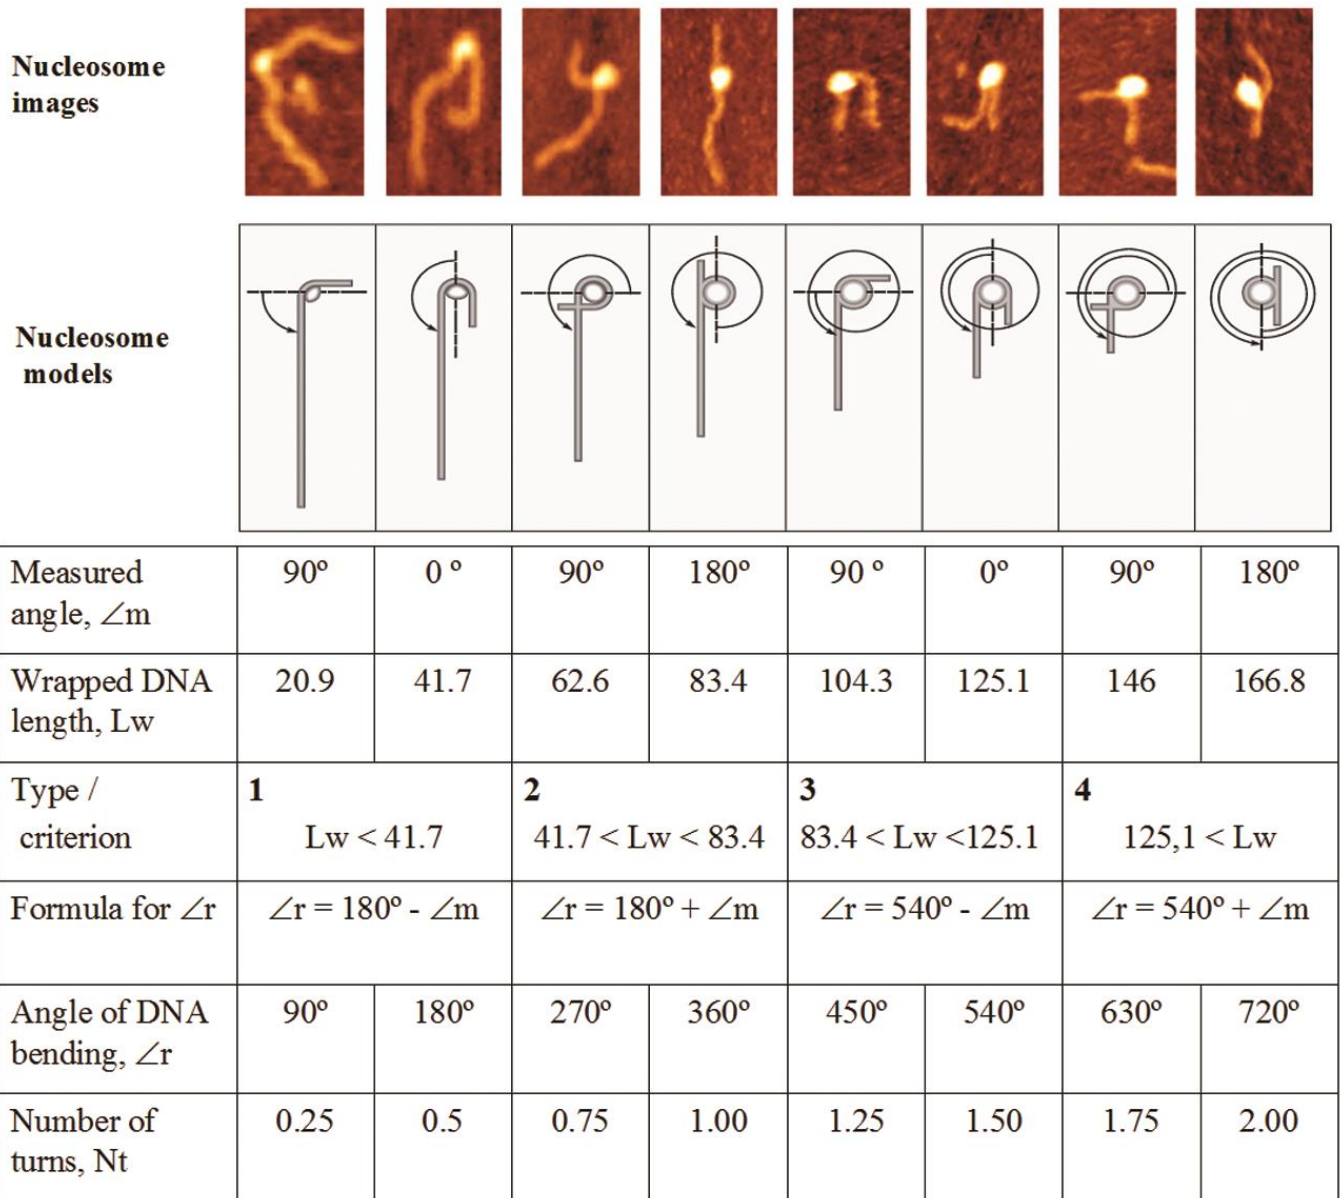 Nucleosome
images
Nucleosome
models
Measured
angle, ∠m
90º 0 º 90º 180º 90 º 0º 90º 180º
Wrapped DNA
length, Lw
20.9 41.7 62.6 83.4 104.3 125.1 146 166.8
Type /
criterion
1 2 3 4
Lw < 41.7 41.7 < Lw < 83.4 83.4 < Lw <125.1 125,1 < Lw
Formula for ∠r
∠r = 180º - ∠m ∠r = 180º + ∠m ∠r = 540º - ∠m ∠r = 540º + ∠m
Angle of DNA
bending, ∠r
90º 180º 270º 360º 450º 540º 630º 720º
Number of
turns, Nt
0.25 0.5 0.75 1.00 1.25 1.50 1.75 2.00